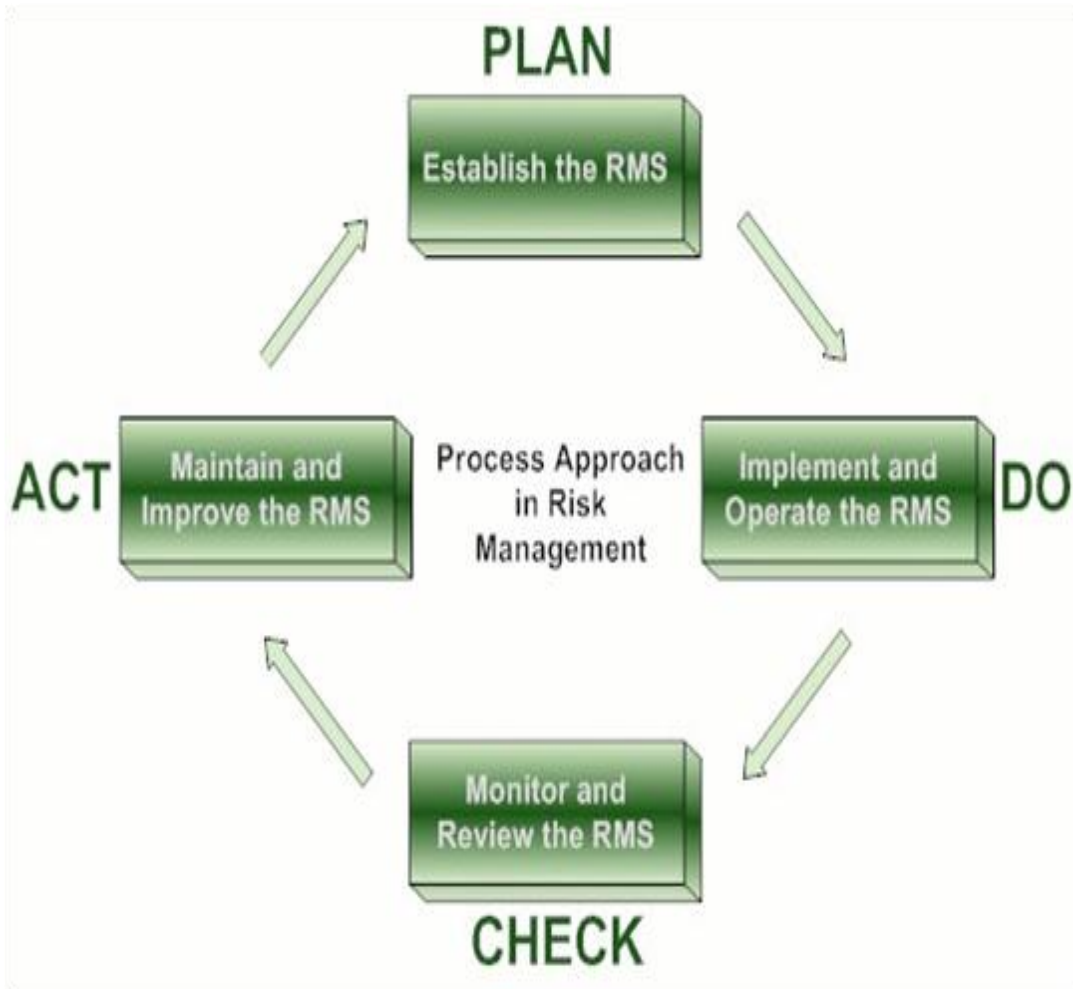 PLAN
Establish the RMS
ACT
Maintain and
Improve the RMS
Process Approach
in Risk
Management
Implement and
Operate the RMS
DO
Monitor and
Review the RMS
CHECK